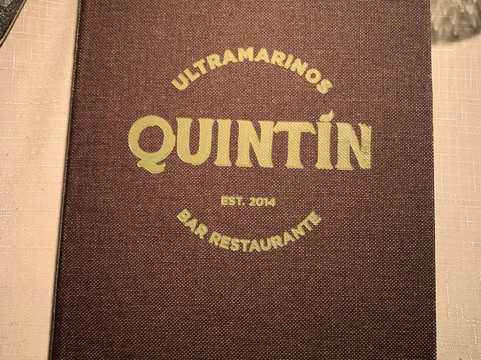 ULTRAMARINOS
QUINTÍN
EST. 2014
BAR RESTAURANTE